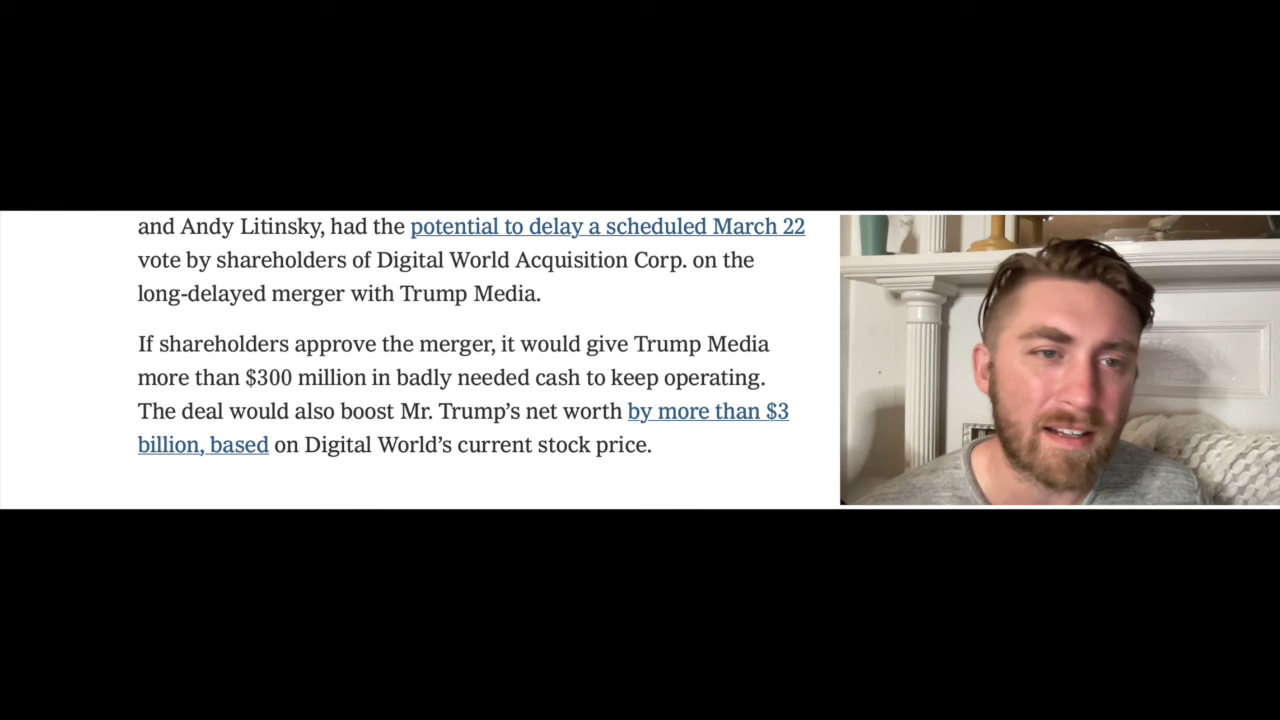 and Andy Litinsky, had the potential to delay a scheduled March 22
vote by shareholders of Digital World Acquisition Corp. on the
long-delayed merger with Trump Media.
If shareholders approve the merger, it would give Trump Media
more than $300 million in badly needed cash to keep operating.
The deal would also boost Mr. Trump’s net worth by more than $3
billion, based on Digital World’s current stock price.